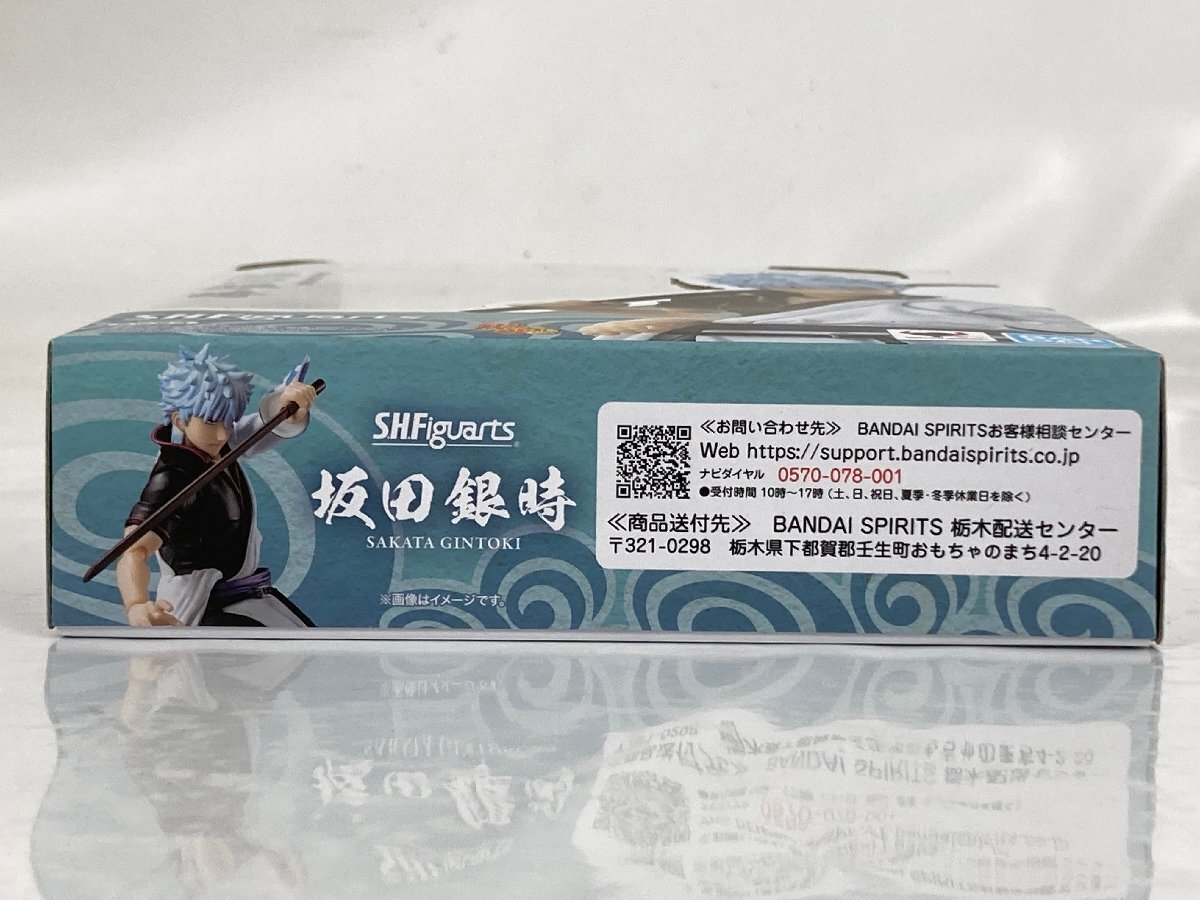 S.H.Figuarts
S.H.Figuarts
坂田銀時
SAKATA GINTOKI
※画像はイメージです。
≪お問い合わせ先≫ BANDAI SPIRITSお客様相談センター
Web https://support.bandaispirits.co.jp
ナビダイヤル 0570-078-001
●受付時間 10時～17時（土、日、祝日、夏季・冬季休業日を除く）
≪商品送付先≫ BANDAI SPIRITS 栃木配送センター
〒321-0298 栃木県下都賀郡壬生町おもちゃのまち4-2-20